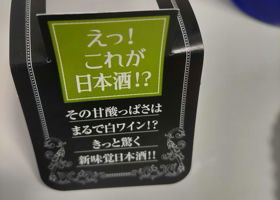 えっ!
これが
日本酒!?
その甘酸っぱさは
まるで白ワイン!?
きっと驚く
新味覚日本酒!!